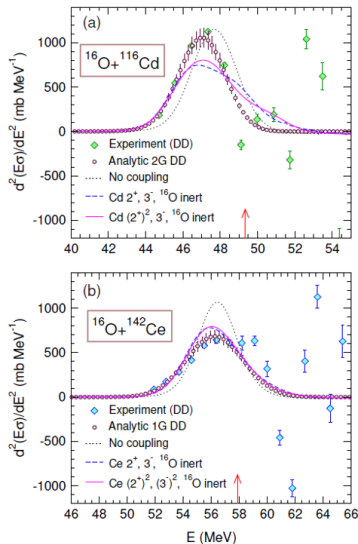 (a)
¹⁶O+¹¹⁶Cd
d²(Eσ)/dE² (mb MeV⁻¹)
1000
500
0
-500
-1000
Experiment (DD)
Analytic 2G DD
No coupling
Cd 2⁺, 3⁻, ¹⁶O inert
Cd (2⁺)², 3⁻, ¹⁶O inert
40 42 44 46 48 50 52 54
(b)
¹⁶O+¹⁴²Ce
d²(Eσ)/dE² (mb MeV⁻¹)
1000
500
0
-500
-1000
Experiment (DD)
Analytic 1G DD
No coupling
Ce 2⁺, 3⁻, ¹⁶O inert
Ce (2⁺)², (3⁻)², ¹⁶O inert
46 48 50 52 54 56 58 60 62 64 66
E (MeV)